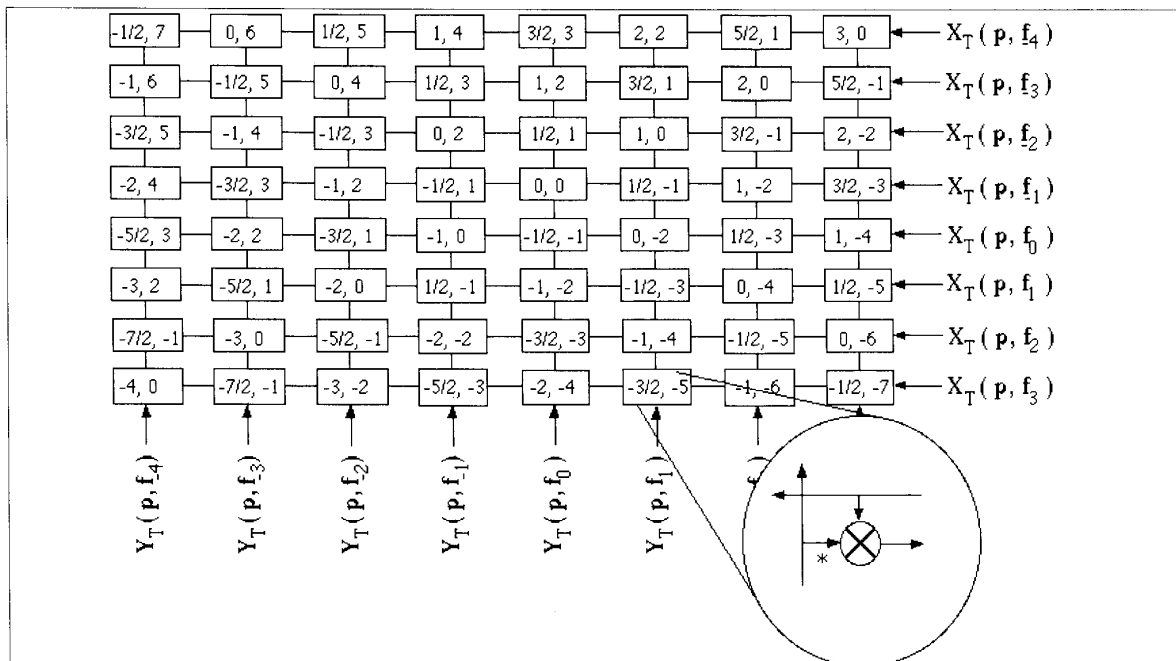 -1/2, 7 0, 6 1/2, 5 1, 4 3/2, 3 2, 2 5/2, 1 3, 0 X_T ( p, f_-4)
-1, 6 -1/2, 5 0, 4 1/2, 3 1, 2 3/2, 1 2, 0 5/2, -1 X_T ( p, f_-3)
-3/2, 5 -1, 4 -1/2, 3 0, 2 1/2, 1 1, 0 3/2, -1 2, -2 X_T ( p, f_-2)
-2, 4 -3/2, 3 -1, 2 -1/2, 1 0, 0 1/2, -1 1, -2 3/2, -3 X_T ( p, f_-1)
-5/2, 3 -2, 2 -3/2, 1 -1, 0 -1/2, -1 0, -2 1/2, -3 1, -4 X_T ( p, f_0)
-3, 2 -5/2, 1 -2, 0 1/2, -1 -1, -2 -1/2, -3 0, -4 1/2, -5 X_T ( p, f_1)
-7/2, -1 -3, 0 -5/2, -1 -2, -2 -3/2, -3 -1, -4 -1/2, -5 0, -6 X_T ( p, f_2)
-4, 0 -7/2, -1 -3, -2 -5/2, -3 -2, -4 -3/2, -5 -1, -6 -1/2, -7 X_T ( p, f_3)
Y_T ( p, f_-4)
Y_T ( p, f_-3)
Y_T ( p, f_-2)
Y_T ( p, f_-1)
Y_T ( p, f_0)
Y_T ( p, f_1)
*